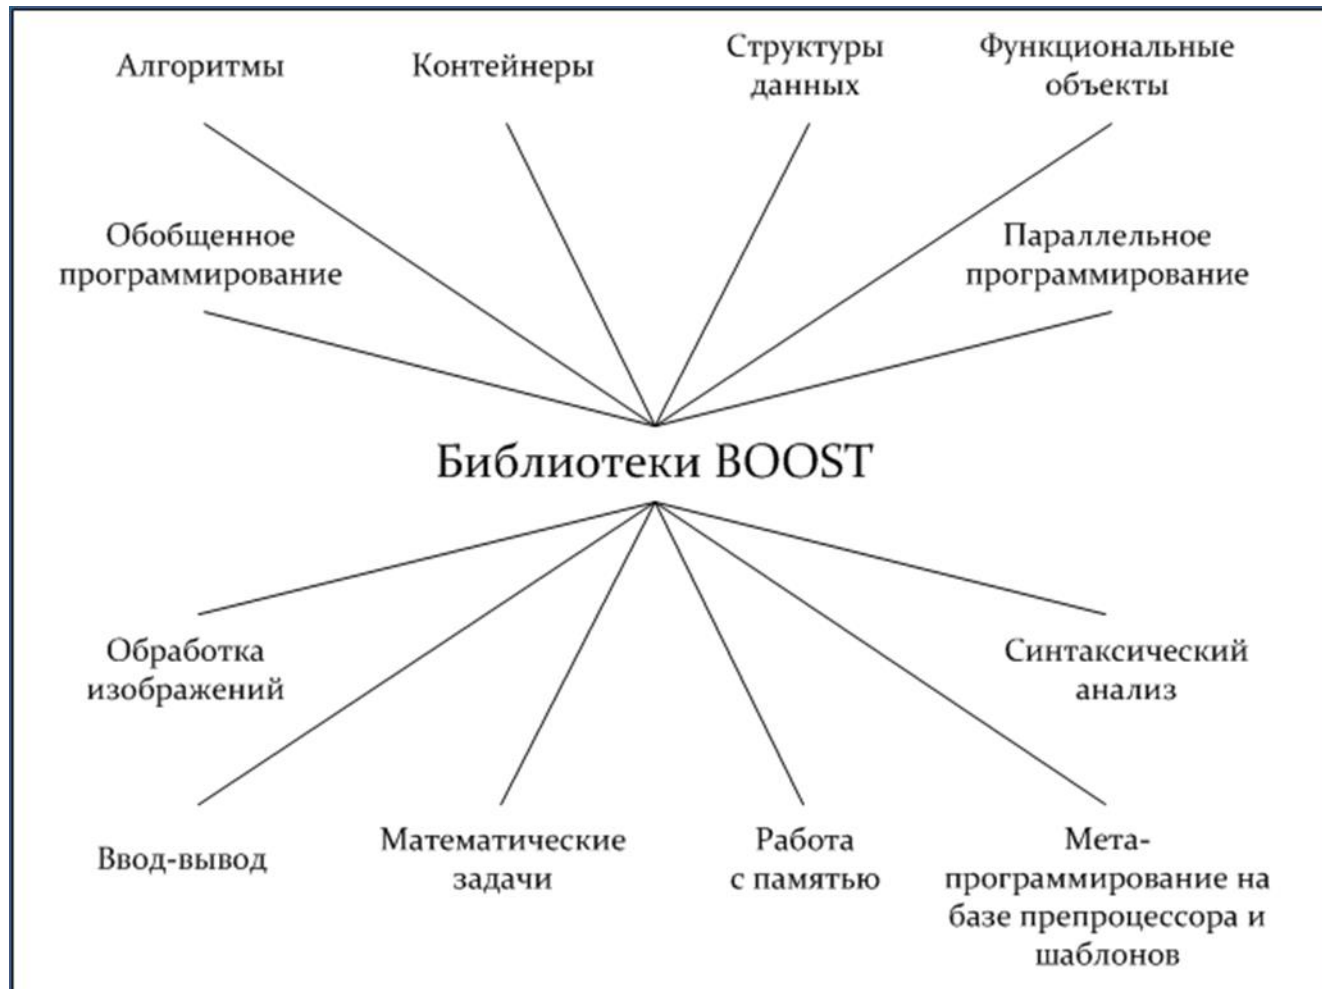 Алгоритмы
Контейнеры
Структуры
данных
Функциональные
объекты
Обобщенное
программирование
Параллельное
программирование
Библиотеки BOOST
Обработка
изображений
Синтаксический
анализ
Ввод-вывод
Математические
задачи
Работа
с памятью
Мета-
программирование на
базе препроцессора и
шаблонов